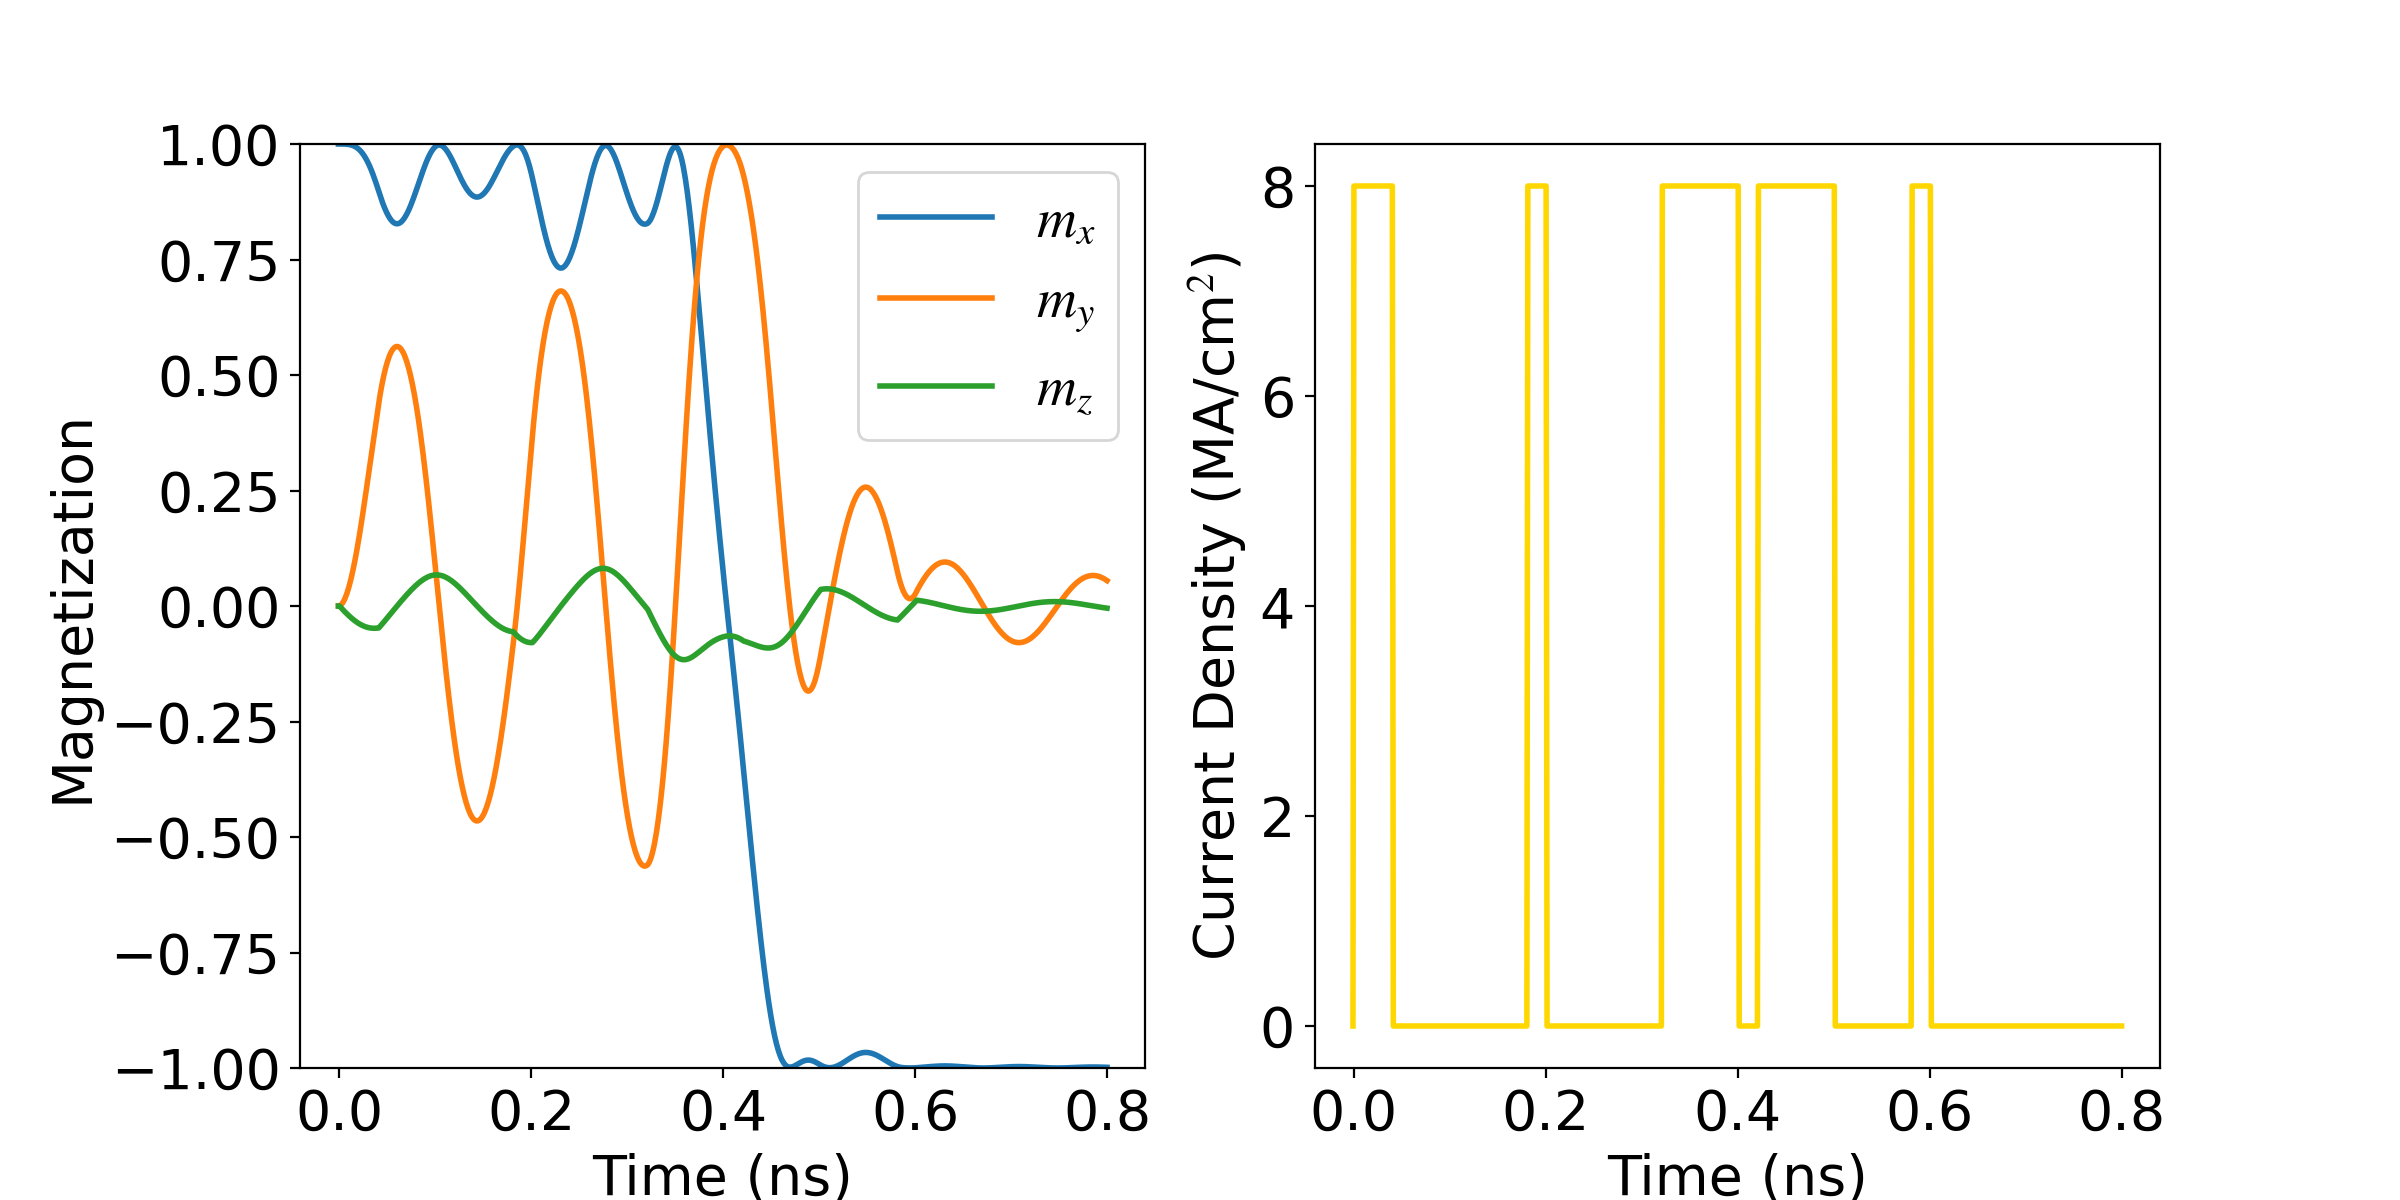 1.00
0.75
0.50
0.25
0.00
−0.25
−0.50
−0.75
−1.00
Magnetization
0.0 0.2 0.4 0.6 0.8
Time (ns)
m_x
m_y
m_z
8
6
4
2
0
Current Density (MA/cm²)
0.0 0.2 0.4 0.6 0.8
Time (ns)